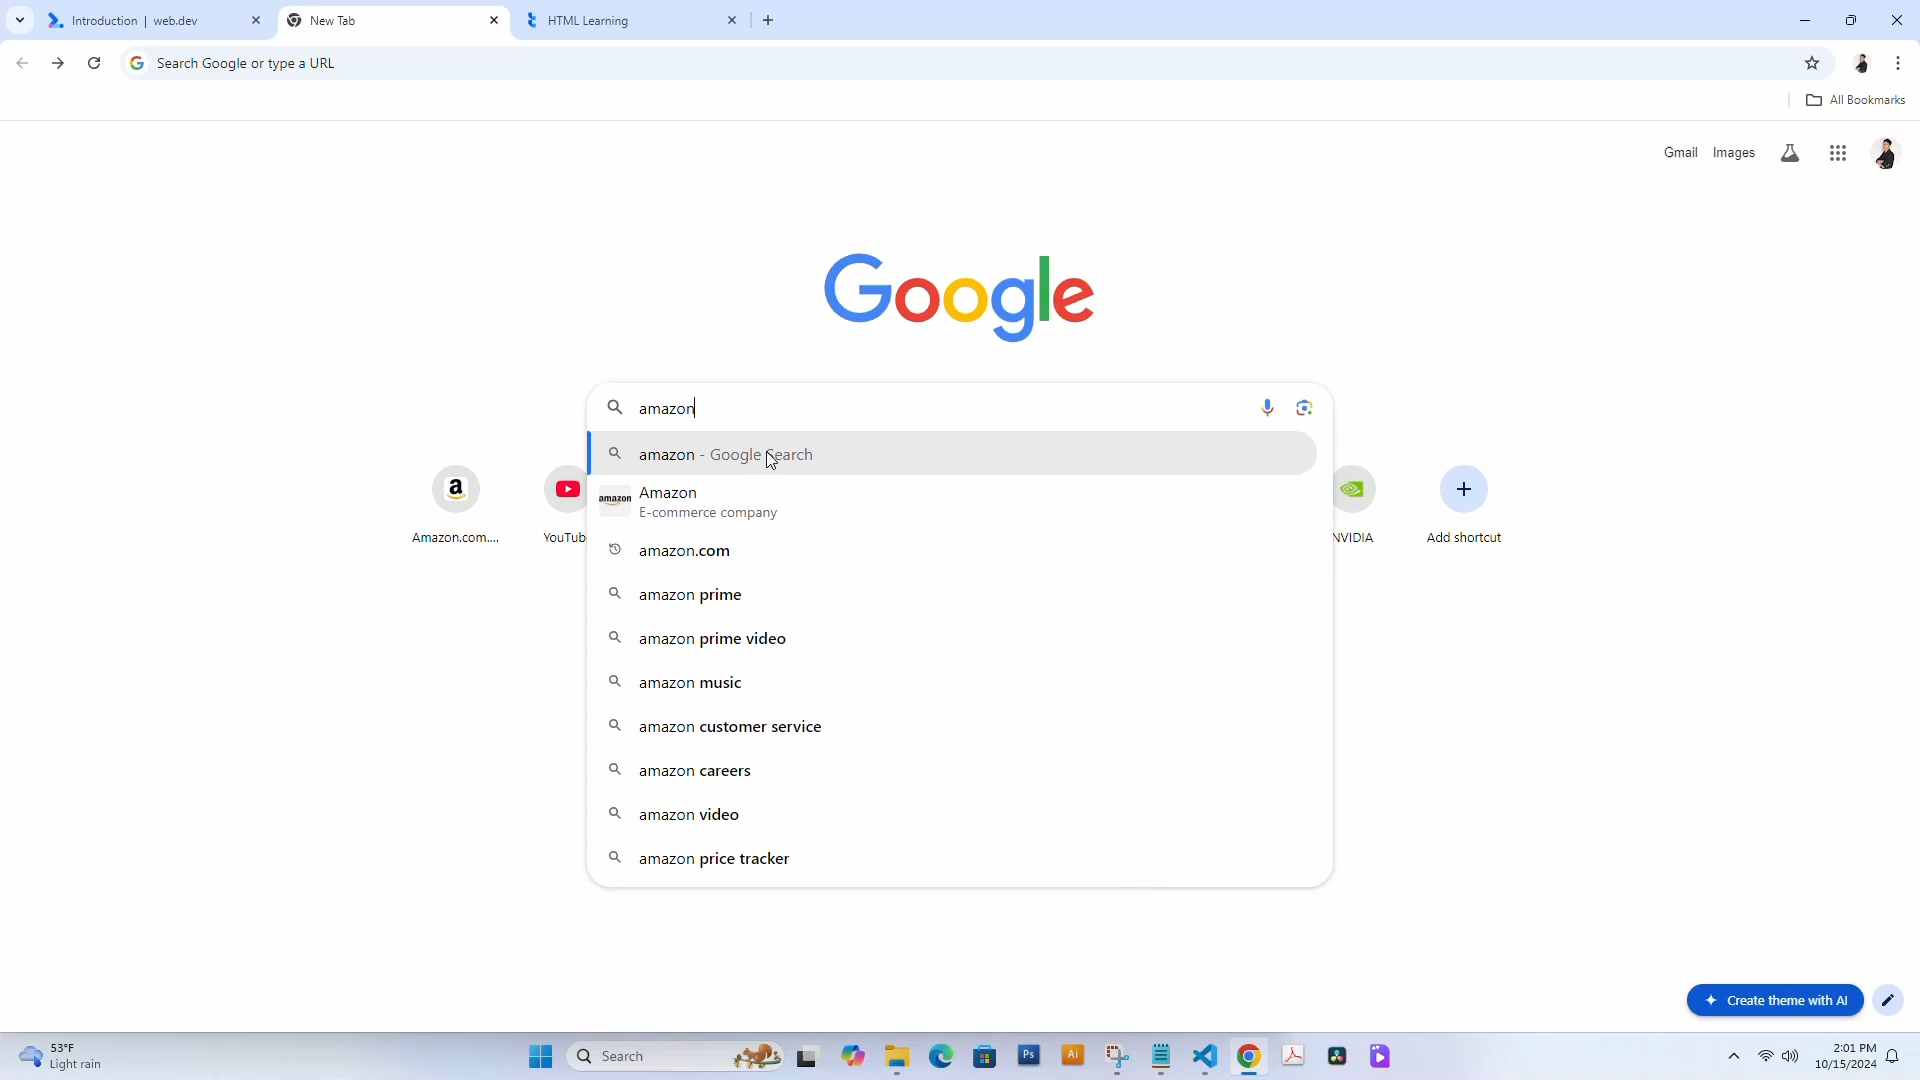 Introduction | web.dev
New Tab
HTML Learning
Search Google or type a URL
All Bookmarks
Gmail Images
Google
amazon
amazon - Google Search
amazon
Amazon
E-commerce company
amazon.com
amazon prime
amazon prime video
amazon music
amazon customer service
amazon careers
amazon video
amazon price tracker
a
Amazon.com....
YouTub
NVIDIA
Add shortcut
Create theme with AI
53°F
Light rain
Search
Ps
Ai
2:01 PM
10/15/2024